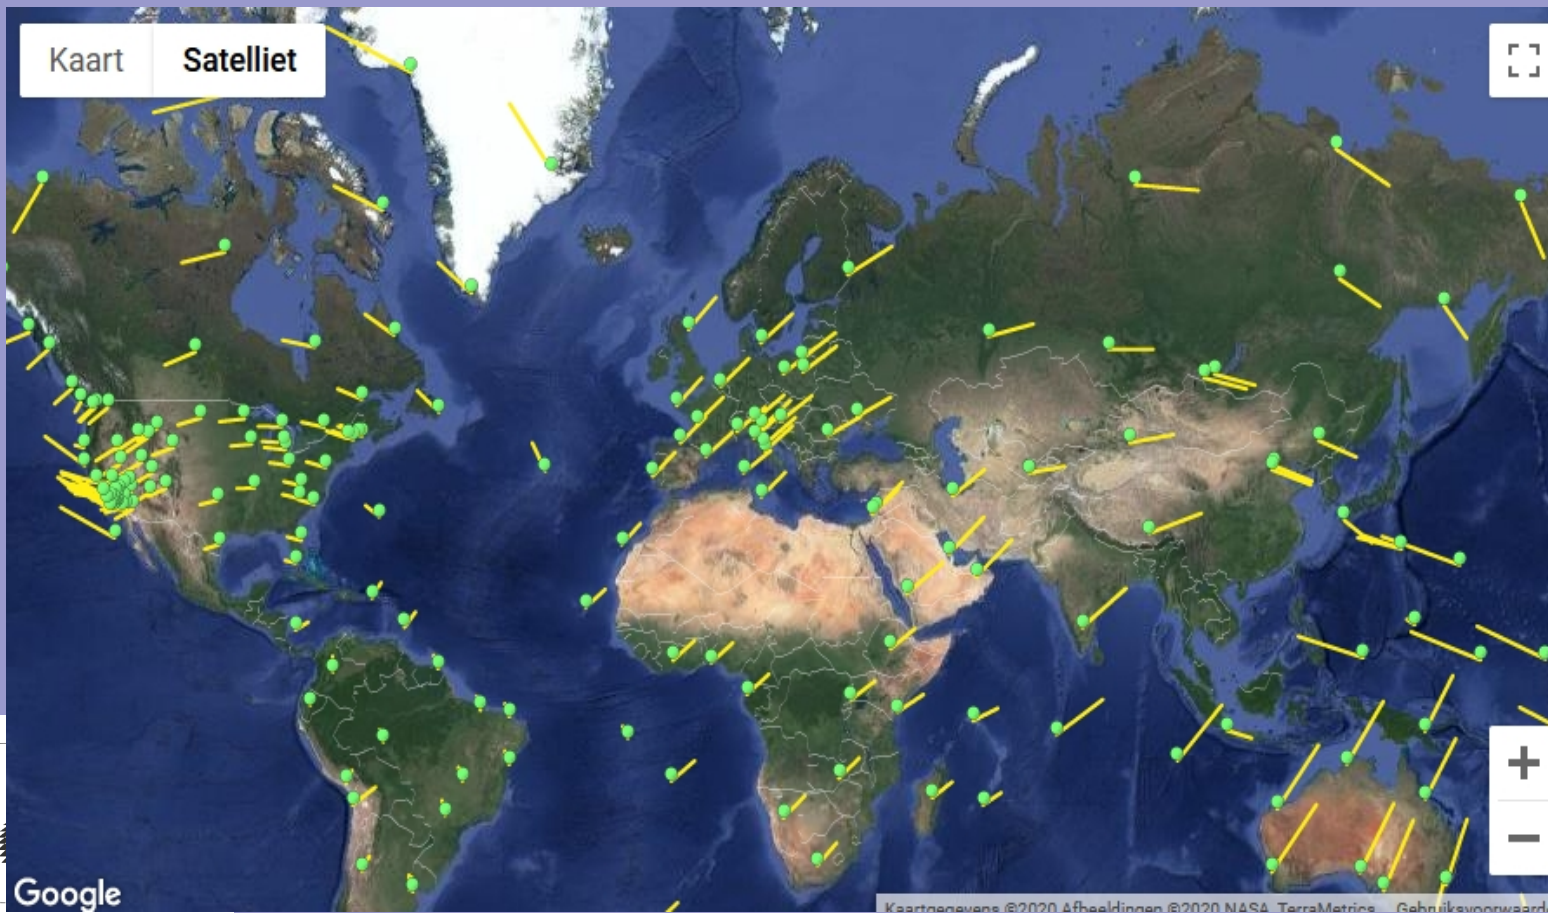 Kaart Satelliet
Google
Kaartgegevens ©2020 Afbeeldingen ©2020 NASA, TerraMetrics